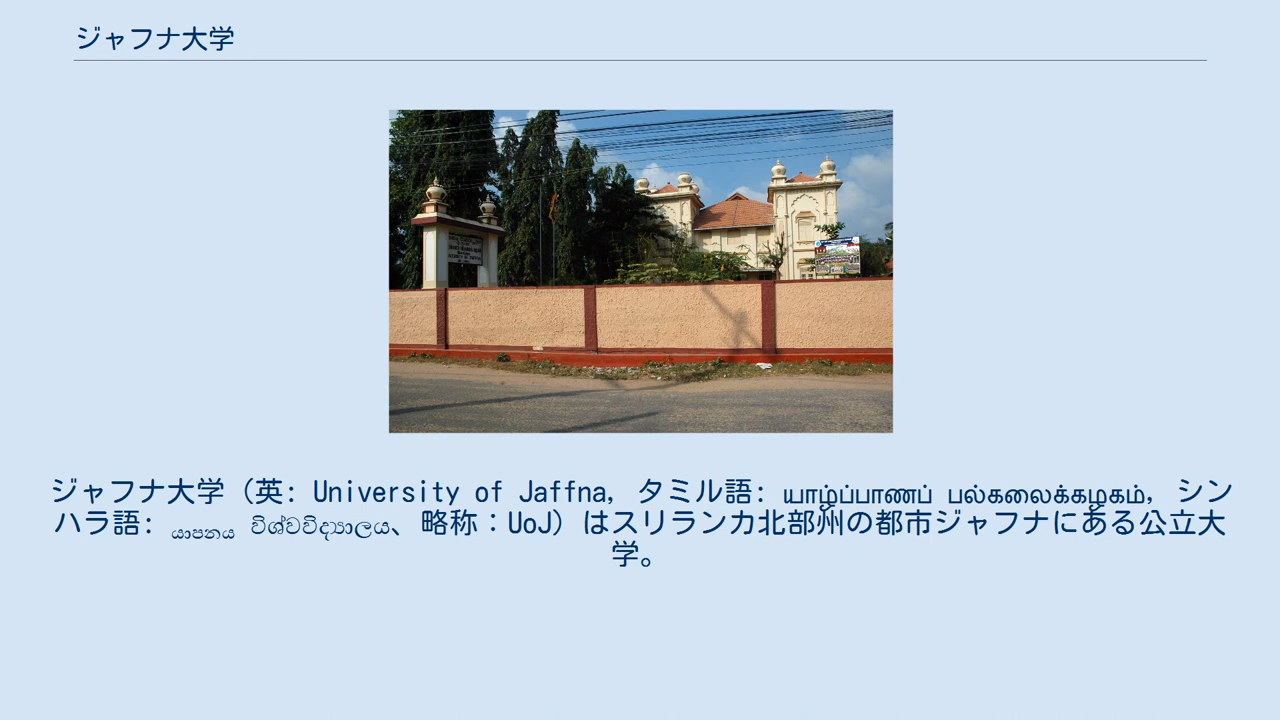 ジャフナ大学
ジャフナ大学（英: University of Jaffna, タミル語: யாழ்ப்பாணப் பல்கலைக்கழகம், シン
ハラ語: යාපනය විශ්වවිද්‍යාලය、略称：UoJ）はスリランカ北部州の都市ジャフナにある公立大
学。